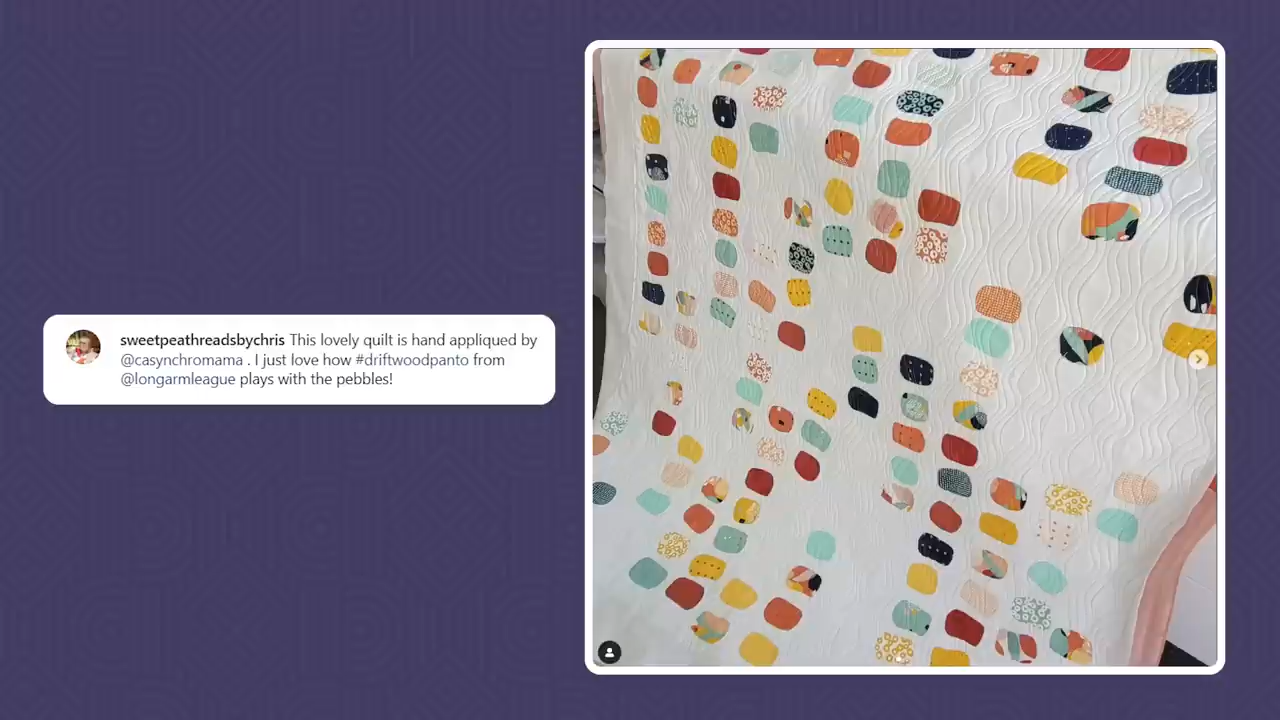 sweetpeathreadsbychris This lovely quilt is hand appliqued by
@casynchromama . I just love how #driftwoodpanto from
@longarmleague plays with the pebbles!